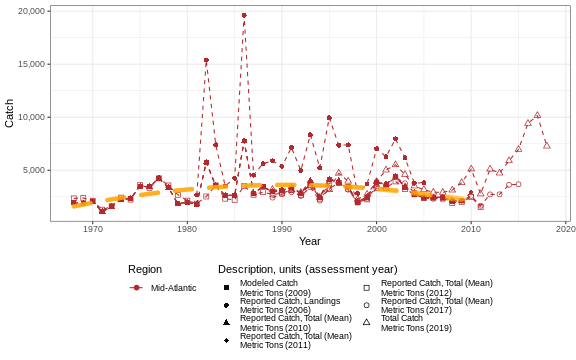 20,000
15,000
10,000
5,000
Catch
1970
1980
1990
2000
2010
2020
Year
Region
Mid-Atlantic
Description, units (assessment year)
Modeled Catch
Metric Tons (2009)
Reported Catch, Landings
Metric Tons (2006)
Reported Catch, Total (Mean)
Metric Tons (2010)
Reported Catch, Total (Mean)
Metric Tons (2011)
Reported Catch, Total (Mean)
Metric Tons (2012)
Reported Catch, Total (Mean)
Metric Tons (2017)
Total Catch
Metric Tons (2019)